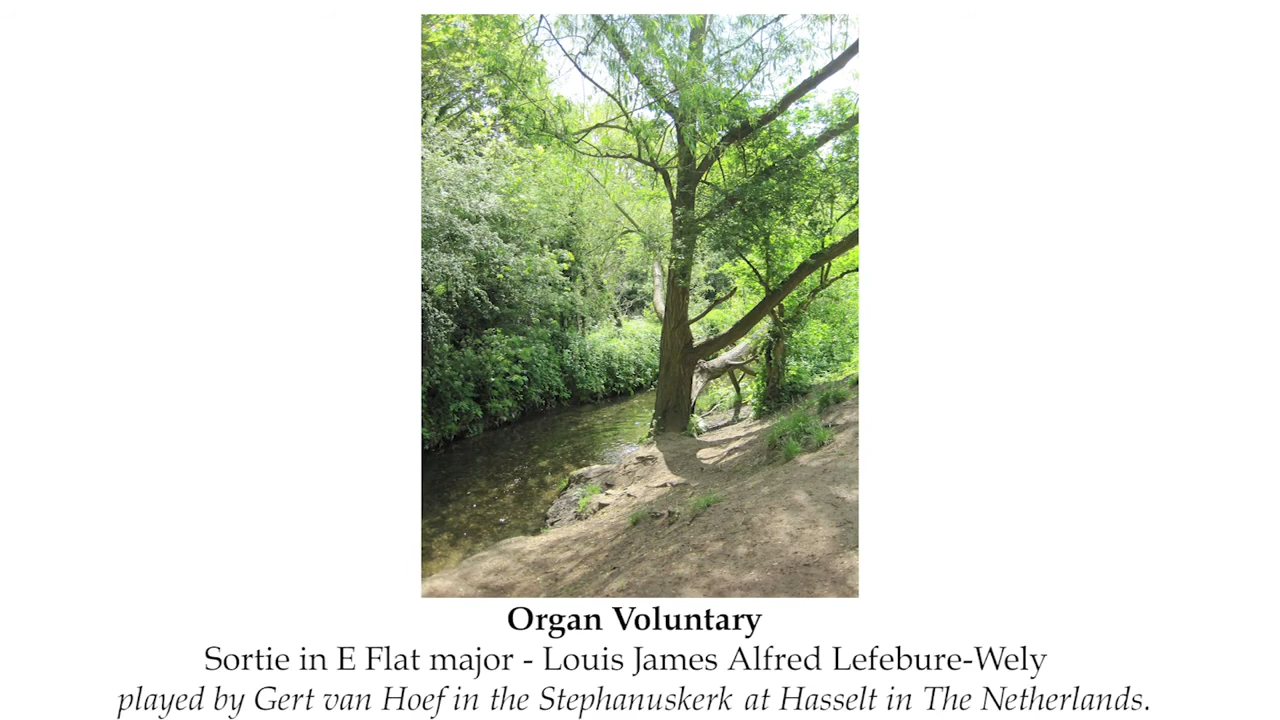 Organ Voluntary
Sortie in E Flat major - Louis James Alfred Lefebure-Wely
played by Gert van Hoef in the Stephanuskerk at Hasselt in The Netherlands.